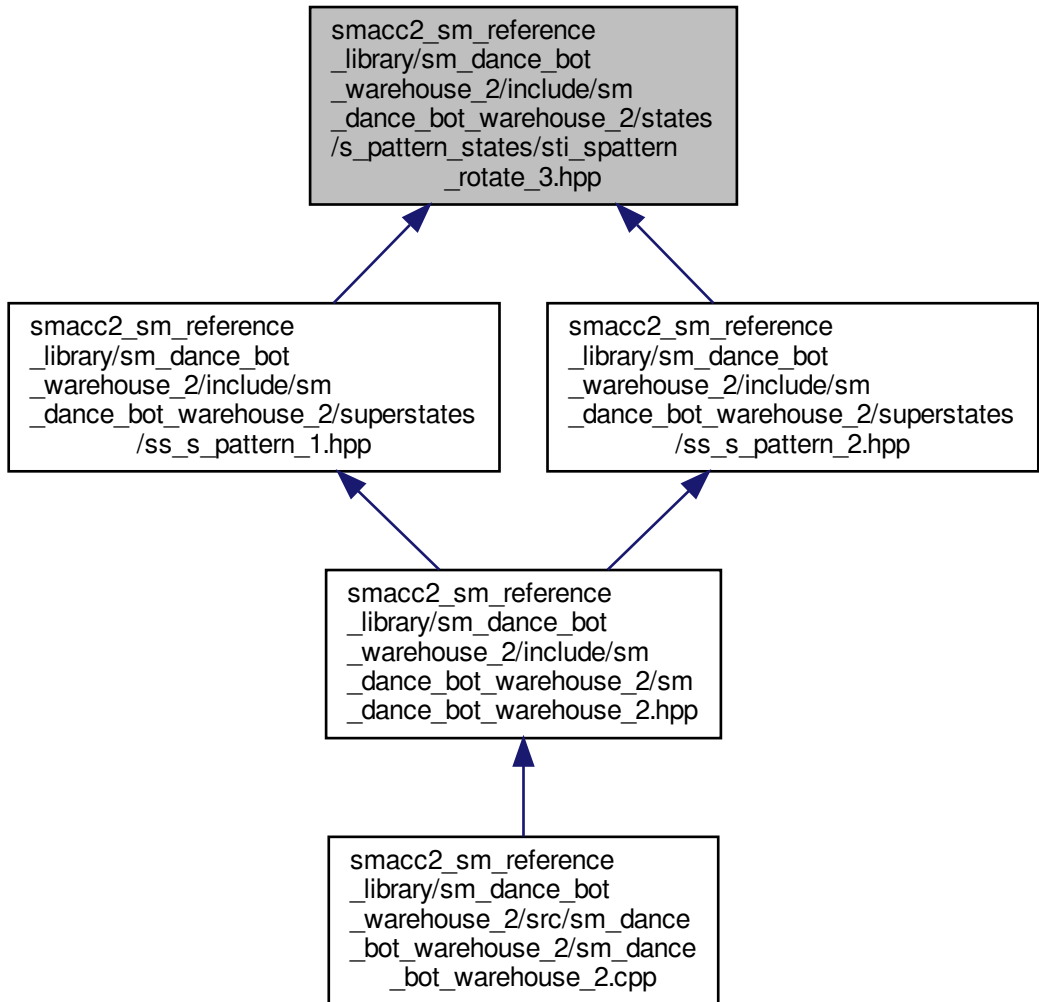 smacc2_sm_reference
_library/sm_dance_bot
_warehouse_2/include/sm
_dance_bot_warehouse_2/states
/s_pattern_states/sti_spattern
_rotate_3.hpp
smacc2_sm_reference
_library/sm_dance_bot
_warehouse_2/include/sm
_dance_bot_warehouse_2/superstates
/ss_s_pattern_1.hpp
smacc2_sm_reference
_library/sm_dance_bot
_warehouse_2/include/sm
_dance_bot_warehouse_2/superstates
/ss_s_pattern_2.hpp
smacc2_sm_reference
_library/sm_dance_bot
_warehouse_2/include/sm
_dance_bot_warehouse_2/sm
_dance_bot_warehouse_2.hpp
smacc2_sm_reference
_library/sm_dance_bot
_warehouse_2/src/sm_dance
_bot_warehouse_2/sm_dance
_bot_warehouse_2.cpp